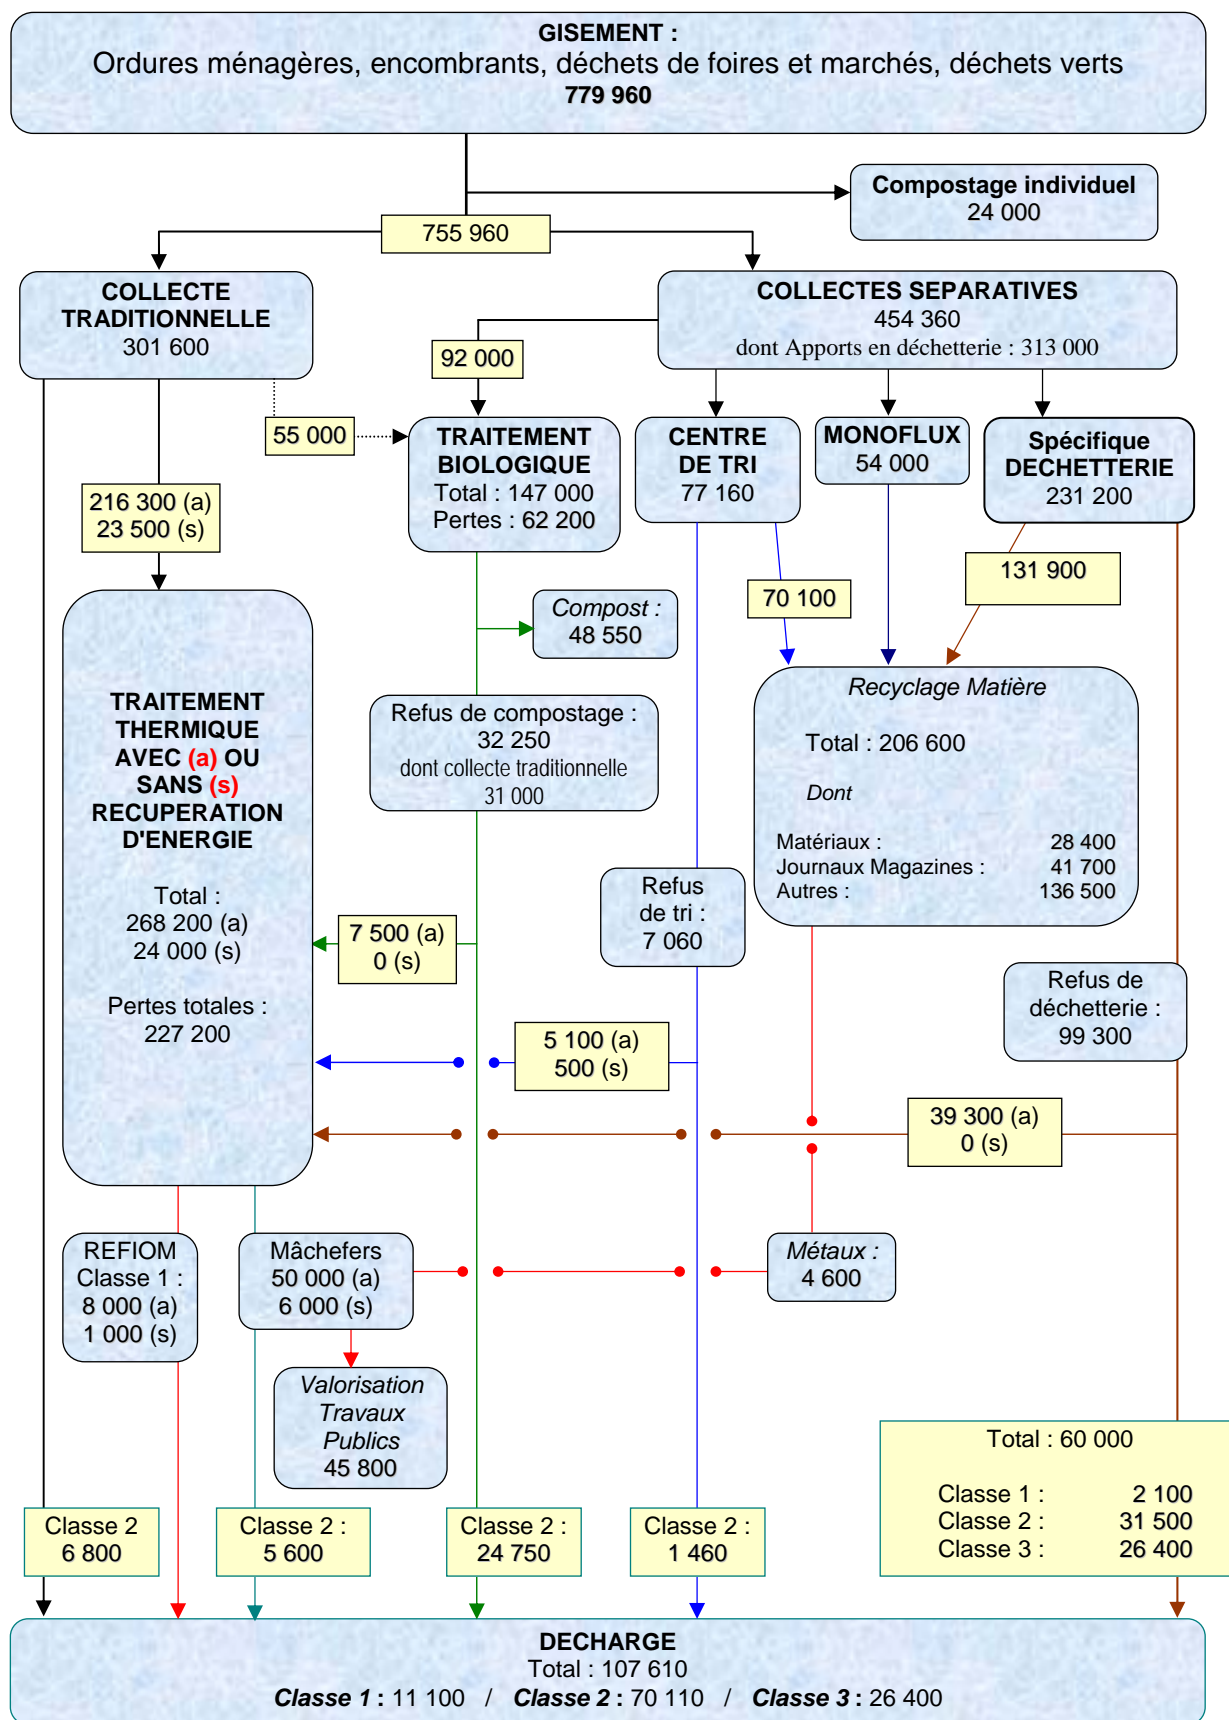 GISEMENT :
Ordures ménagères, encombrants, déchets de foires et marchés, déchets verts
779 960
Compostage individuel
24 000
755 960
COLLECTE
TRADITIONNELLE
301 600
COLLECTES SEPARATIVES
454 360
dont Apports en déchetterie : 313 000
92 000
55 000
TRAITEMENT
BIOLOGIQUE
Total : 147 000
Pertes : 62 200
CENTRE
DE TRI
77 160
MONOFLUX
54 000
Spécifique
DECHETTERIE
231 200
216 300 (a)
23 500 (s)
131 900
70 100
Compost :
48 550
TRAITEMENT
THERMIQUE
AVEC (a) OU
SANS (s)
RECUPERATION
D'ENERGIE
Total :
268 200 (a)
24 000 (s)
Pertes totales :
227 200
Refus de compostage :
32 250
dont collecte traditionnelle
31 000
Recyclage Matière
Total : 206 600
Dont
Matériaux : 28 400
Journaux Magazines : 41 700
Autres : 136 500
Refus
de tri :
7 060
7 500 (a)
0 (s)
Refus de
déchetterie :
99 300
5 100 (a)
500 (s)
39 300 (a)
0 (s)
REFIOM
Classe 1 :
8 000 (a)
1 000 (s)
Mâchefers
50 000 (a)
6 000 (s)
Métaux :
4 600
Valorisation
Travaux
Publics
45 800
Total : 60 000
Classe 1 : 2 100
Classe 2 : 31 500
Classe 3 : 26 400
Classe 2
6 800
Classe 2 :
5 600
Classe 2 :
24 750
Classe 2 :
1 460
DECHARGE
Total : 107 610
Classe 1 : 11 100 / Classe 2 : 70 110 / Classe 3 : 26 400